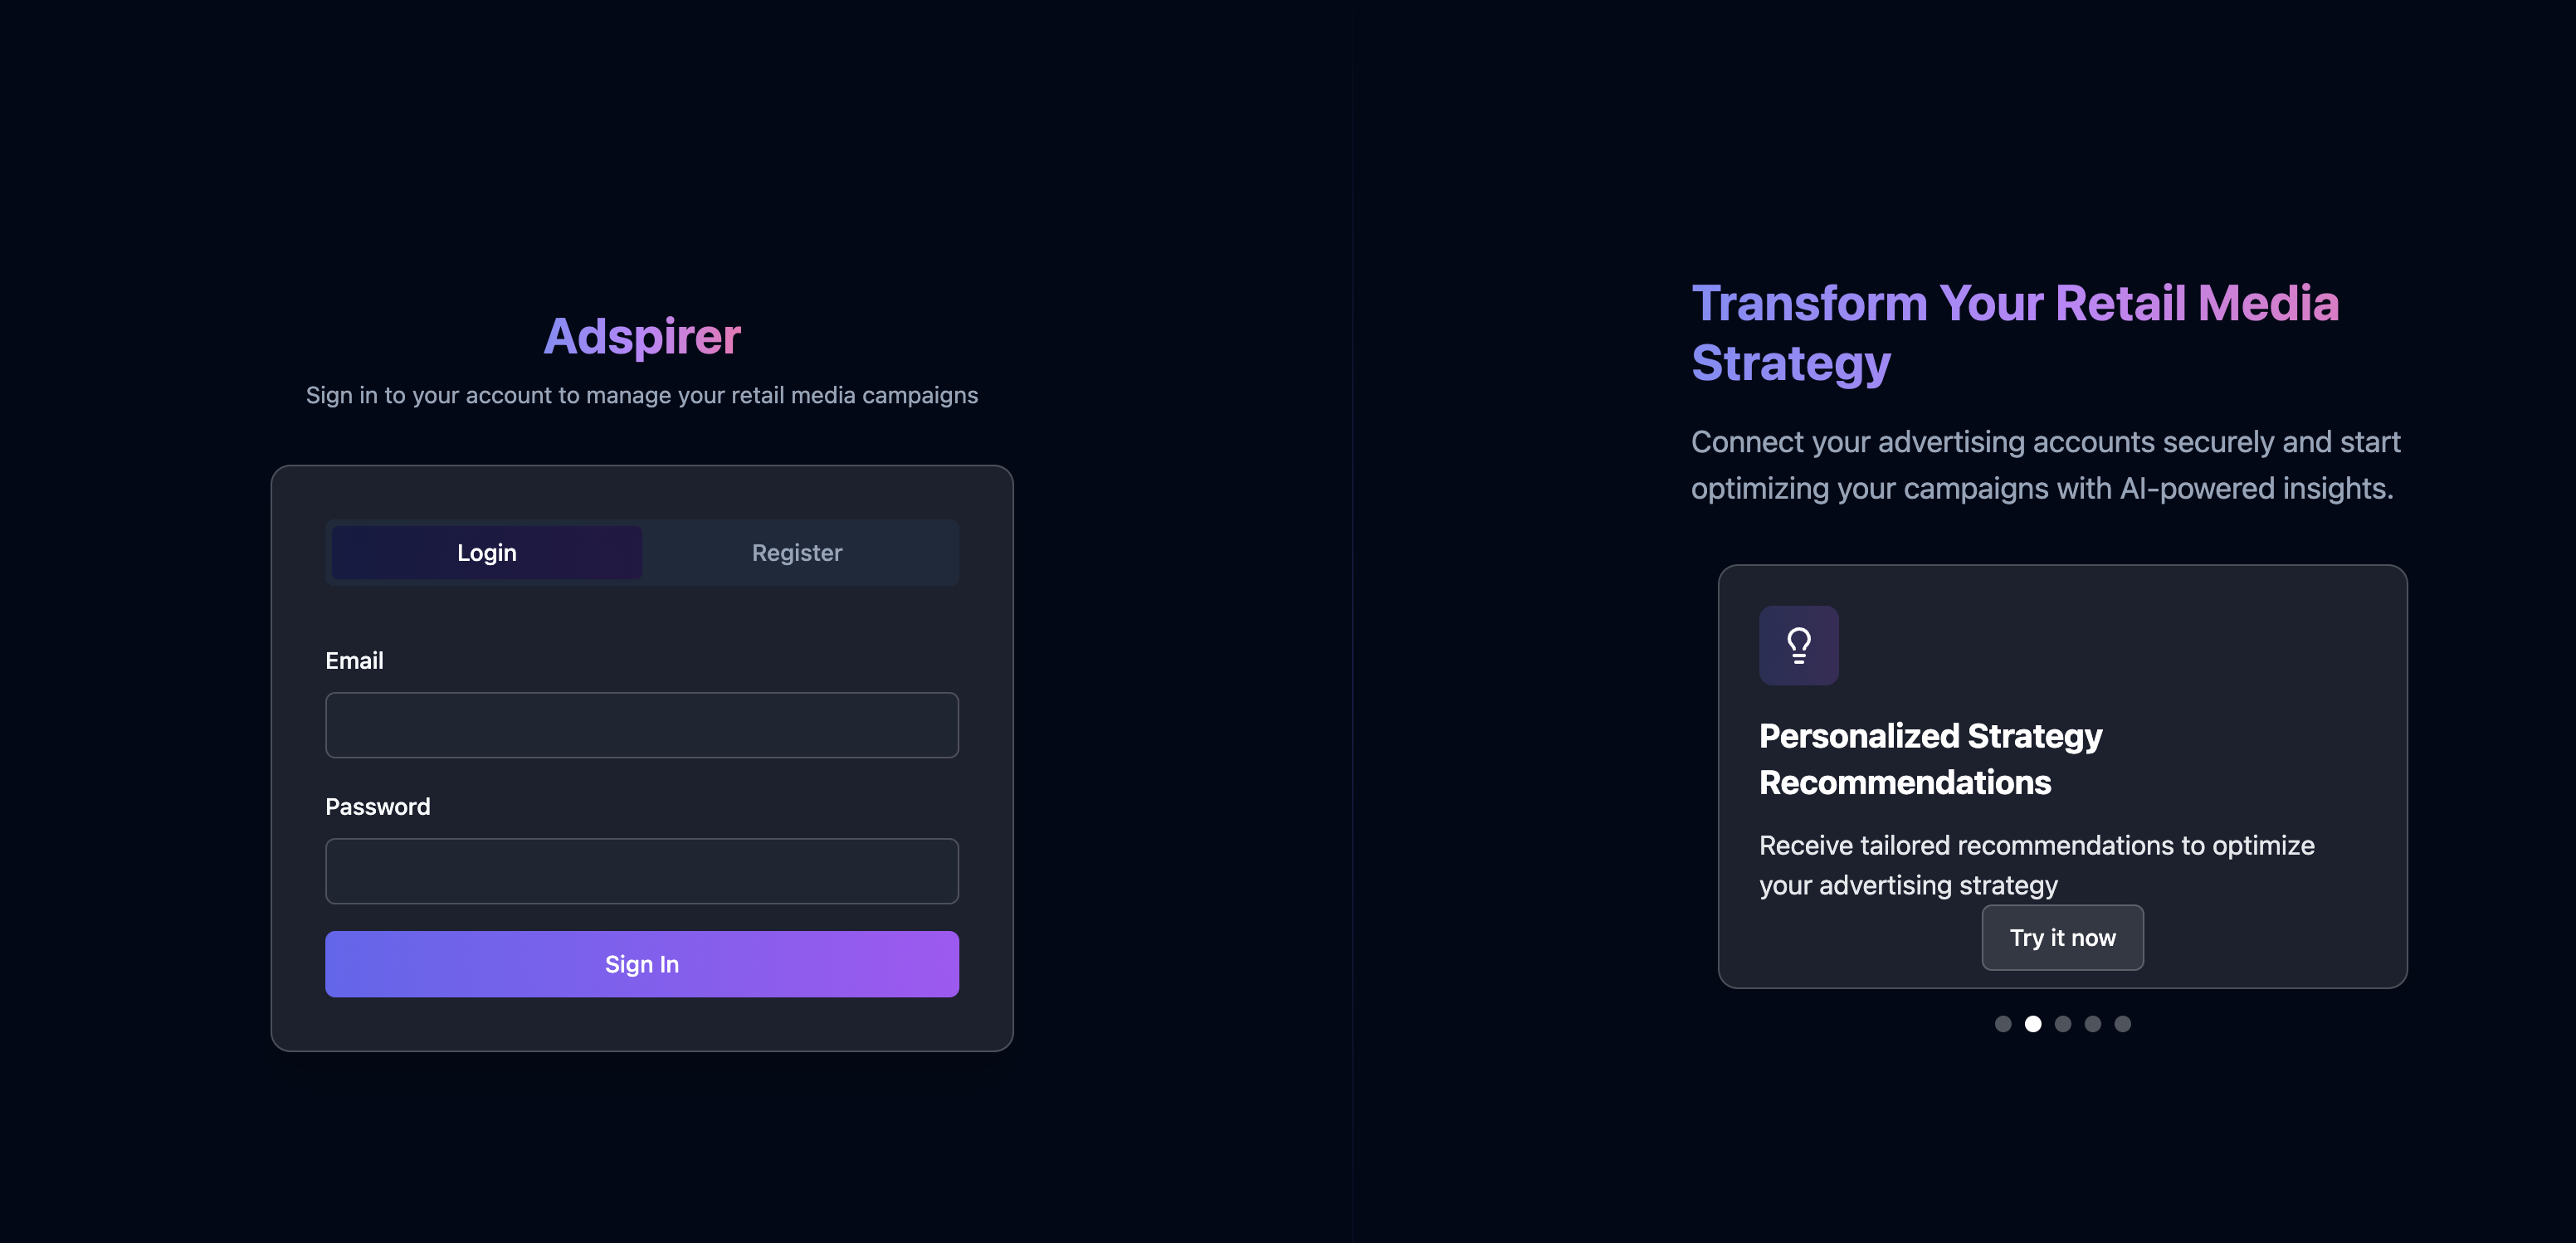 Adspirer
Sign in to your account to manage your retail media campaigns
Login
Register
Email
Password
Sign In
Transform Your Retail Media
Strategy
Connect your advertising accounts securely and start
optimizing your campaigns with AI-powered insights.
Personalized Strategy
Recommendations
Receive tailored recommendations to optimize
your advertising strategy
Try it now